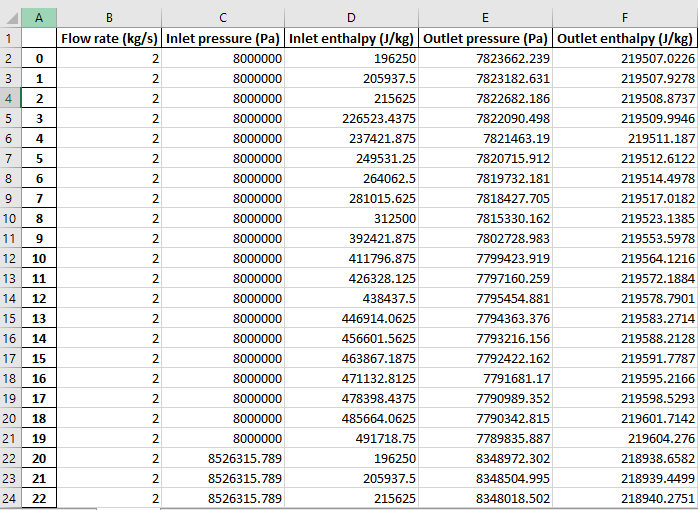 A B C D E F
1 Flow rate (kg/s) Inlet pressure (Pa) Inlet enthalpy (J/kg) Outlet pressure (Pa) Outlet enthalpy (J/kg)
2 0 2 8000000 196250 7823662.239 219507.0226
3 1 2 8000000 205937.5 7823182.631 219507.9278
4 2 2 8000000 215625 7822682.186 219508.8737
5 3 2 8000000 226523.4375 7822090.498 219509.9946
6 4 2 8000000 237421.875 7821463.19 219511.187
7 5 2 8000000 249531.25 7820715.912 219512.6122
8 6 2 8000000 264062.5 7819732.181 219514.4978
9 7 2 8000000 281015.625 7818427.705 219517.0182
10 8 2 8000000 312500 7815330.162 219523.1385
11 9 2 8000000 392421.875 7802728.983 219553.5978
12 10 2 8000000 411796.875 7799423.919 219564.1216
13 11 2 8000000 426328.125 7797160.259 219572.1884
14 12 2 8000000 438437.5 7795454.881 219578.7901
15 13 2 8000000 446914.0625 7794363.376 219583.2714
16 14 2 8000000 456601.5625 7793216.156 219588.2128
17 15 2 8000000 463867.1875 7792422.162 219591.7787
18 16 2 8000000 471132.8125 7791681.17 219595.2166
19 17 2 8000000 478398.4375 7790989.352 219598.5293
20 18 2 8000000 485664.0625 7790342.815 219601.7142
21 19 2 8000000 491718.75 7789835.887 219604.276
22 20 2 8526315.789 196250 8348972.302 218938.6582
23 21 2 8526315.789 205937.5 8348504.995 218939.4499
24 22 2 8526315.789 215625 8348018.502 218940.2751